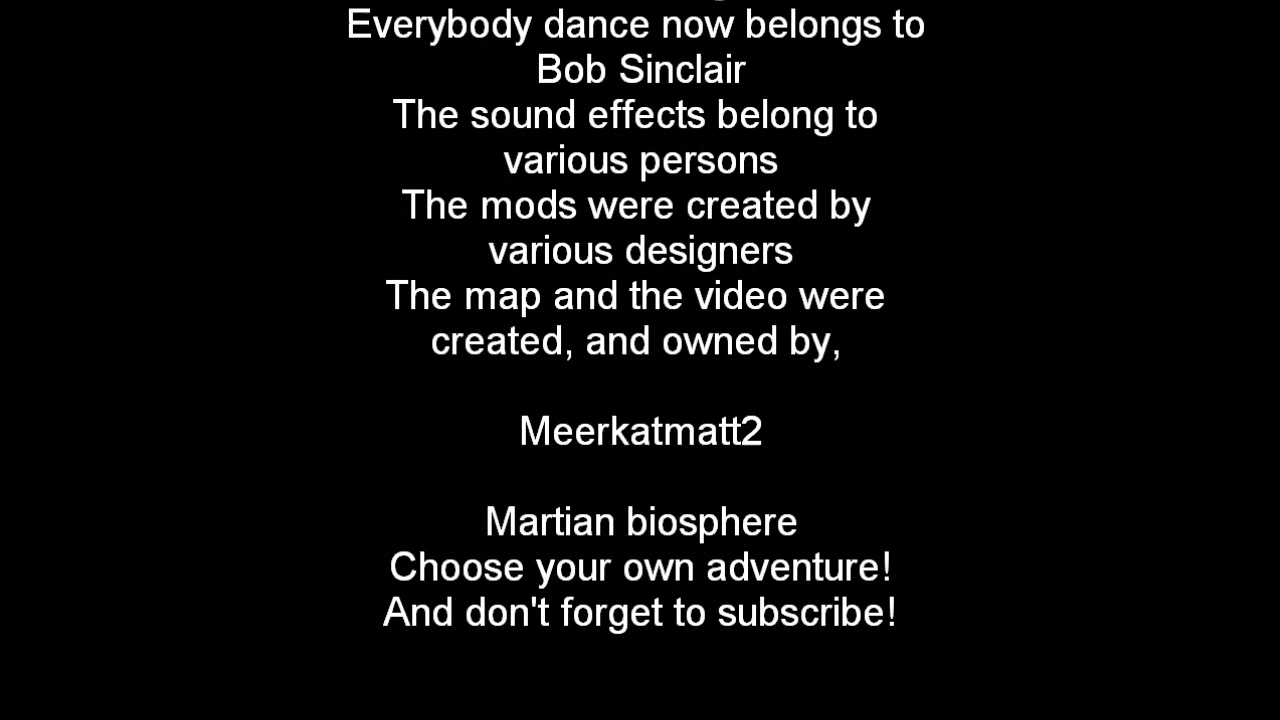 Everybody dance now belongs to
Bob Sinclair
The sound effects belong to
various persons
The mods were created by
various designers
The map and the video were
created, and owned by,
Meerkatmatt2
Martian biosphere
Choose your own adventure!
And don't forget to subscribe!